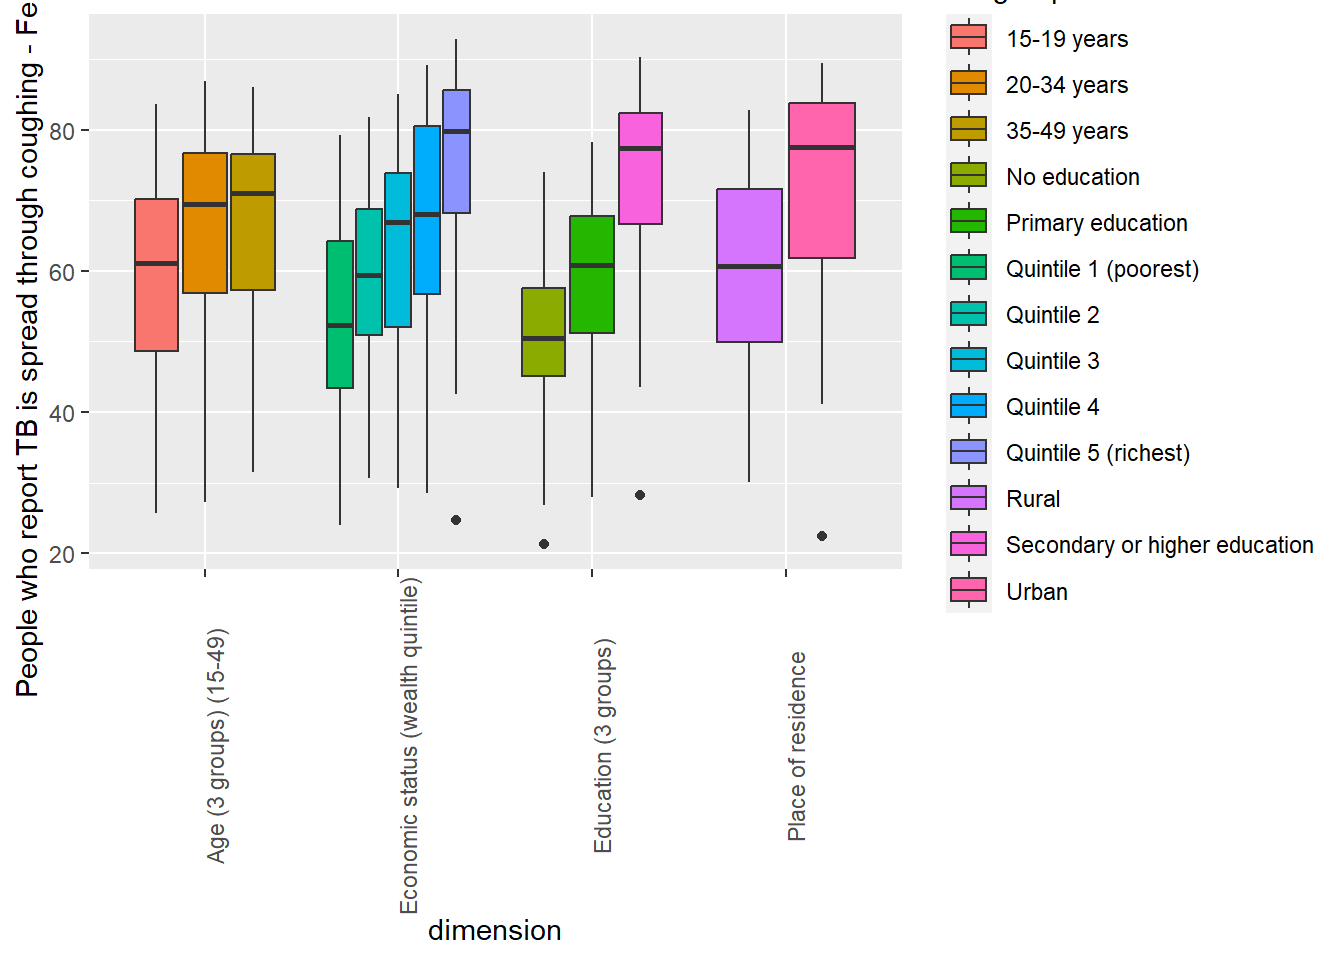 People who report TB is spread through coughing - Fe
80
60
40
20
Age (3 groups) (15-49)
Economic status (wealth quintile)
Education (3 groups)
Place of residence
dimension
15-19 years
20-34 years
35-49 years
No education
Primary education
Quintile 1 (poorest)
Quintile 2
Quintile 3
Quintile 4
Quintile 5 (richest)
Rural
Secondary or higher education
Urban